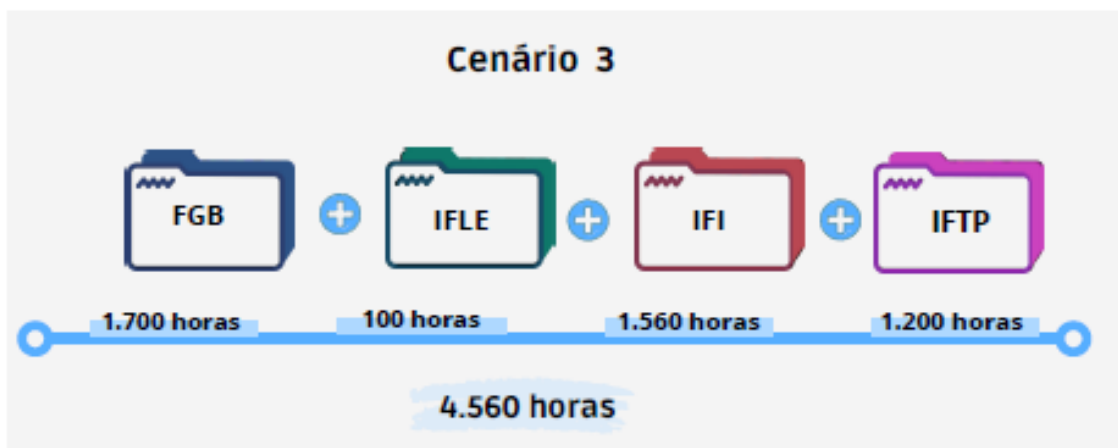 Cenário 3
FGB
IFLE
IFI
IFTP
1.700 horas
100 horas
1.560 horas
1.200 horas
4.560 horas